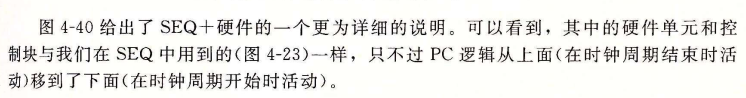 图 4-40 给出了 SEQ+硬件的一个更为详细的说明。可以看到，其中的硬件单元和控
制块与我们在 SEQ 中用到的(图 4-23)一样，只不过 PC 逻辑从上面(在时钟周期结束时活
动)移到了下面(在时钟周期开始时活动)。